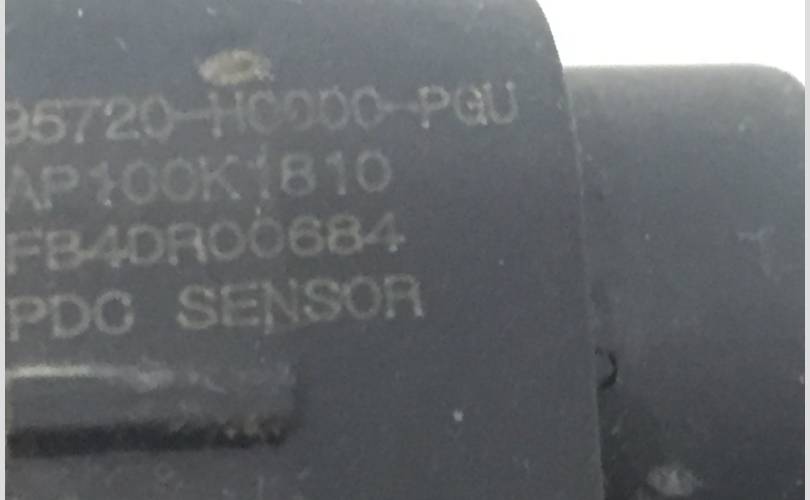 95720-H0000-PGU
AP100K1810
FB4DR00684
PDC SENSOR